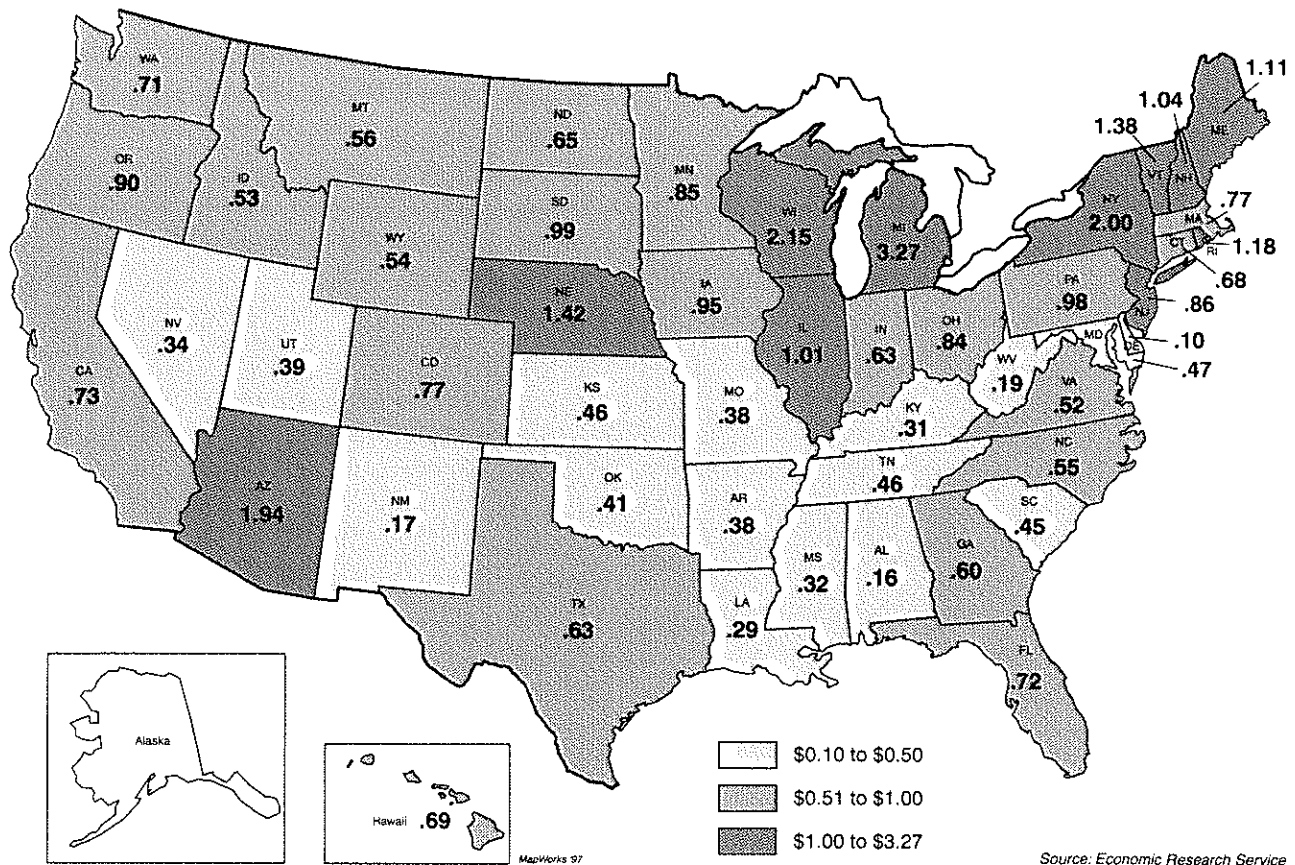 WA
.71
MT
.56
ND
.65
MN
.85
OR
.90
ID
.53
WY
.54
SD
.99
WI
2.15
MI
3.27
NY
2.00
VT
1.38
NH
1.04
ME
1.11
MA
.77
RI
1.18
CT
.68
NJ
.86
DE
.10
MD
.47
PA
.98
NE
1.42
IA
.95
IL
1.01
IN
.63
OH
.84
WV
.19
VA
.52
NV
.34
UT
.39
CO
.77
KS
.46
MO
.38
KY
.31
CA
.73
NC
.55
TN
.46
SC
.45
AZ
1.94
NM
.17
OK
.41
AR
.38
MS
.32
AL
.16
GA
.60
TX
.63
LA
.29
FL
.72
Alaska
Hawaii .69
MapWorks '97
$0.10 to $0.50
$0.51 to $1.00
$1.00 to $3.27
Source: Economic Research Service